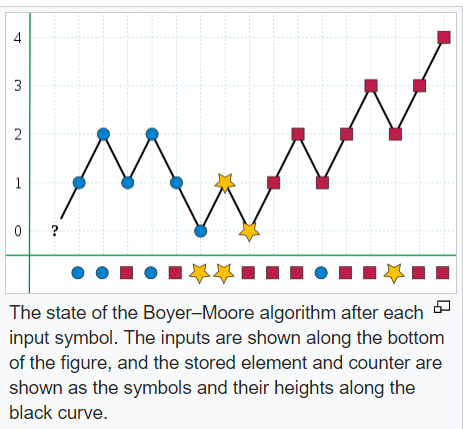 4
3
2
1
0
?
The state of the Boyer–Moore algorithm after each
input symbol. The inputs are shown along the bottom
of the figure, and the stored element and counter are
shown as the symbols and their heights along the
black curve.